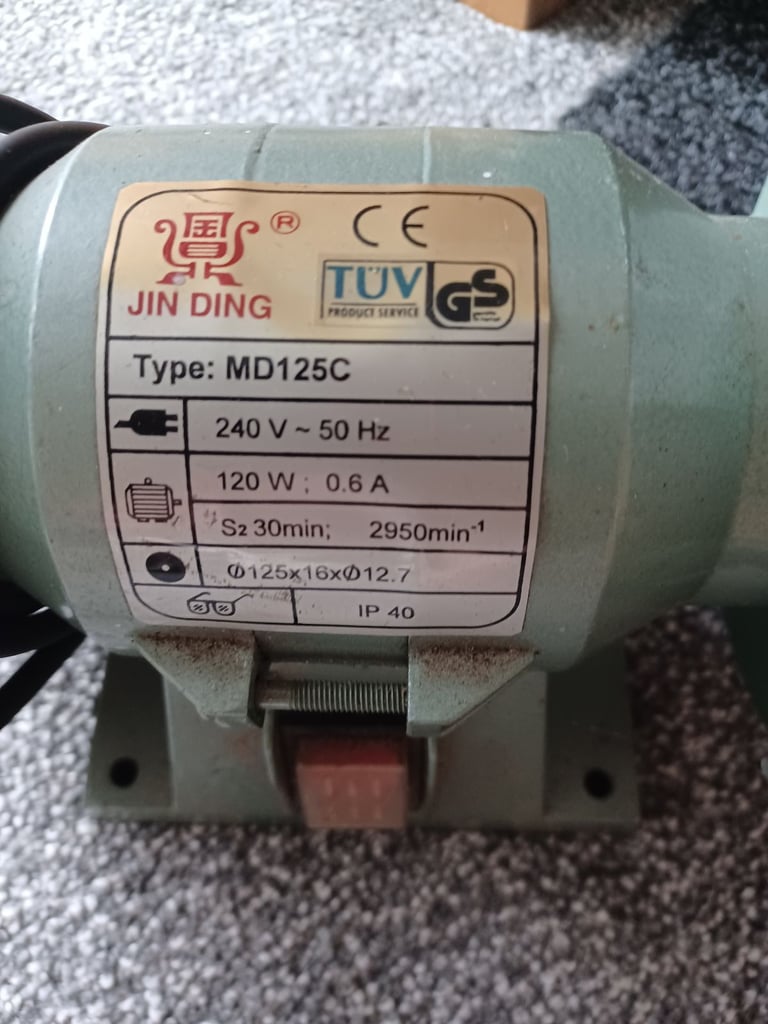 ®
CE
JIN DING
TÜV
PRODUCT SERVICE
GS
Type: MD125C
240 V ~ 50 Hz
120 W ; 0.6 A
S2 30min; 2950min⁻¹
Φ125x16xΦ12.7
IP 40